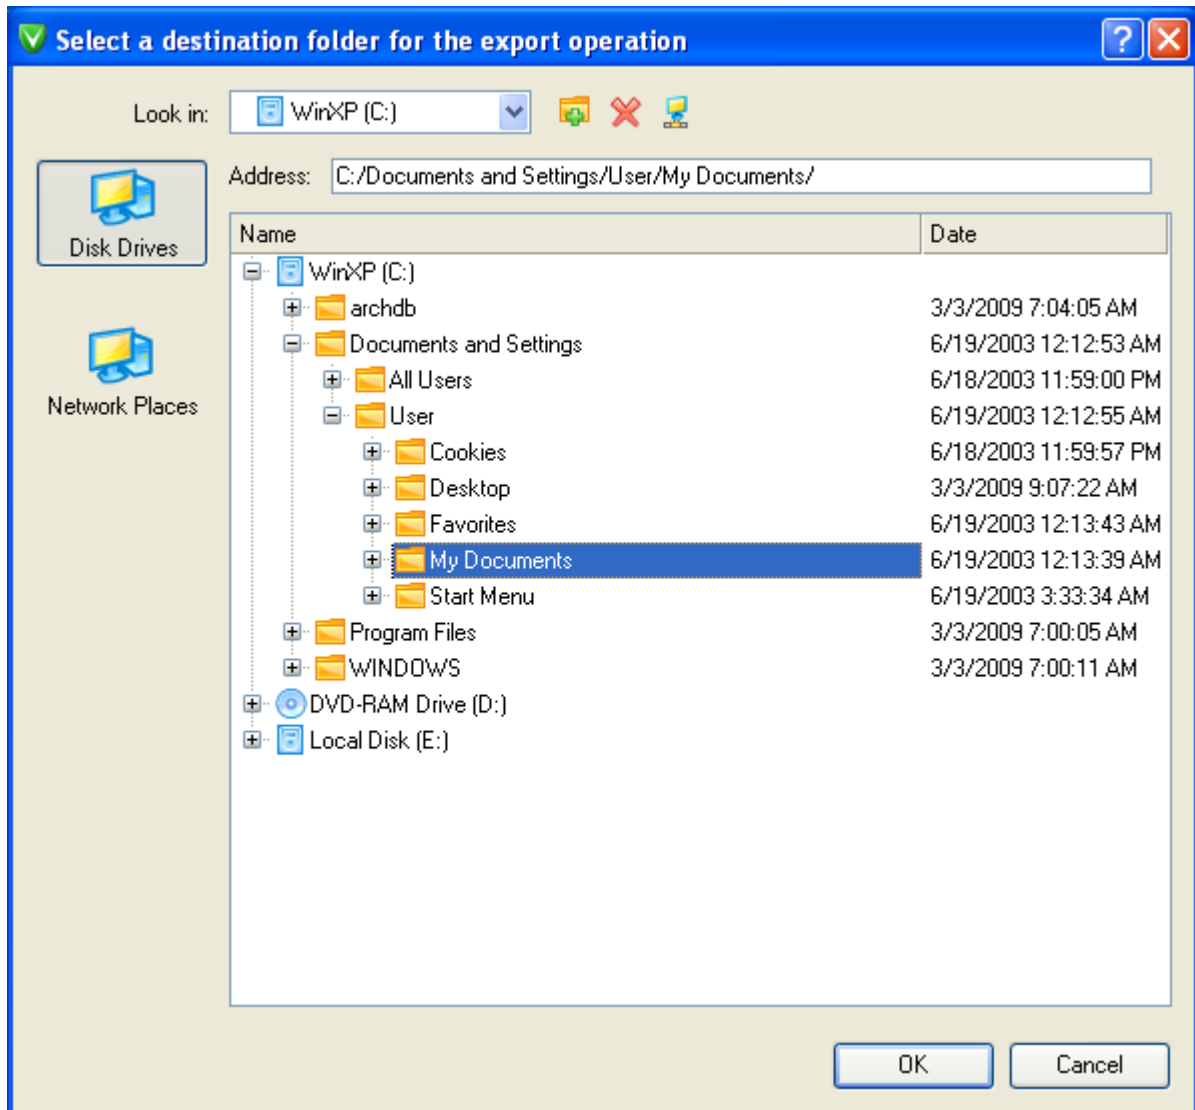 Select a destination folder for the export operation
Look in: WinXP (C:)
Address: C:/Documents and Settings/User/My Documents/
Disk Drives
Network Places
Name Date
WinXP (C:)
archdb 3/3/2009 7:04:05 AM
Documents and Settings 6/19/2003 12:12:53 AM
All Users 6/18/2003 11:59:00 PM
User 6/19/2003 12:12:55 AM
Cookies 6/18/2003 11:59:57 PM
Desktop 3/3/2009 9:07:22 AM
Favorites 6/19/2003 12:13:43 AM
My Documents 6/19/2003 12:13:39 AM
Start Menu 6/19/2003 3:33:34 AM
Program Files 3/3/2009 7:00:05 AM
WINDOWS 3/3/2009 7:00:11 AM
DVD-RAM Drive (D:)
Local Disk (E:)
OK Cancel